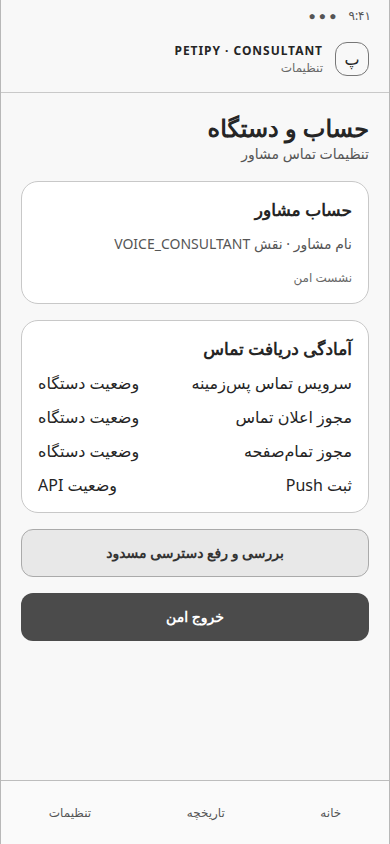 ۹:۴۱ ●●●
پ
PETIPY · CONSULTANT
تنظیمات
حساب و دستگاه
تنظیمات تماس مشاور
حساب مشاور
نام مشاور · نقش VOICE_CONSULTANT
نشست امن
آمادگی دریافت تماس
سرویس تماس پس‌زمینه وضعیت دستگاه
مجوز اعلان تماس وضعیت دستگاه
مجوز تمام‌صفحه وضعیت دستگاه
ثبت Push وضعیت API
بررسی و رفع دسترسی مسدود
خروج امن
خانه تاریخچه تنظیمات